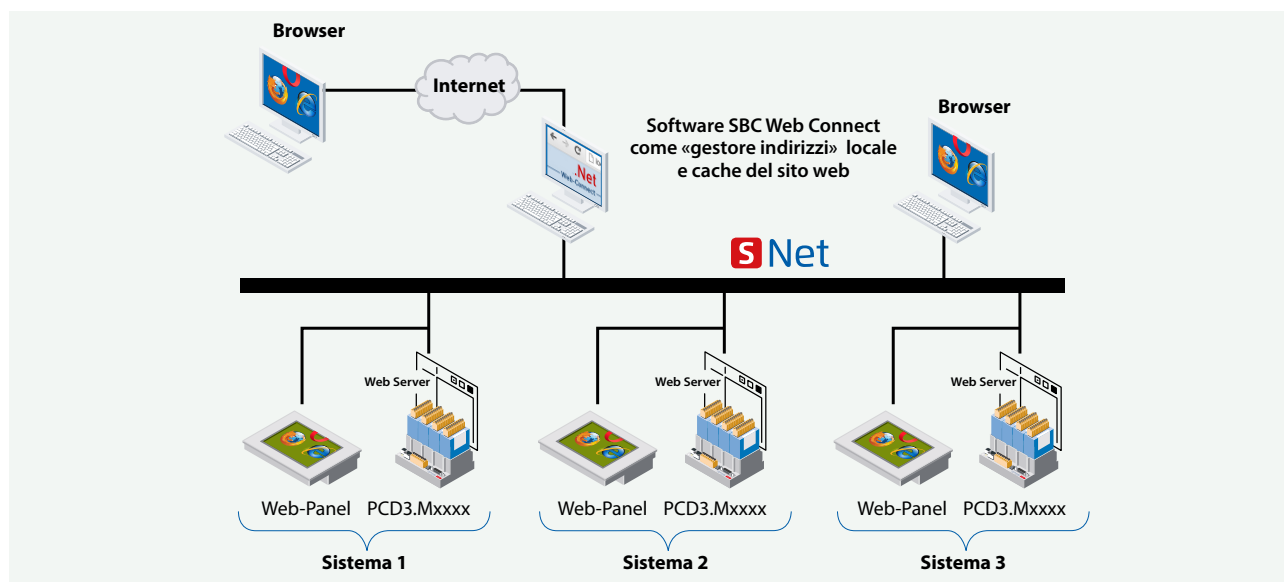 Browser
Internet
Browser
Software SBC Web Connect
come «gestore indirizzi» locale
e cache del sito web
.Net
Web-Connect
S Net
Web Server
Web Server
Web Server
Web-Panel PCD3.Mxxxx
Web-Panel PCD3.Mxxxx
Web-Panel PCD3.Mxxxx
Sistema 1
Sistema 2
Sistema 3